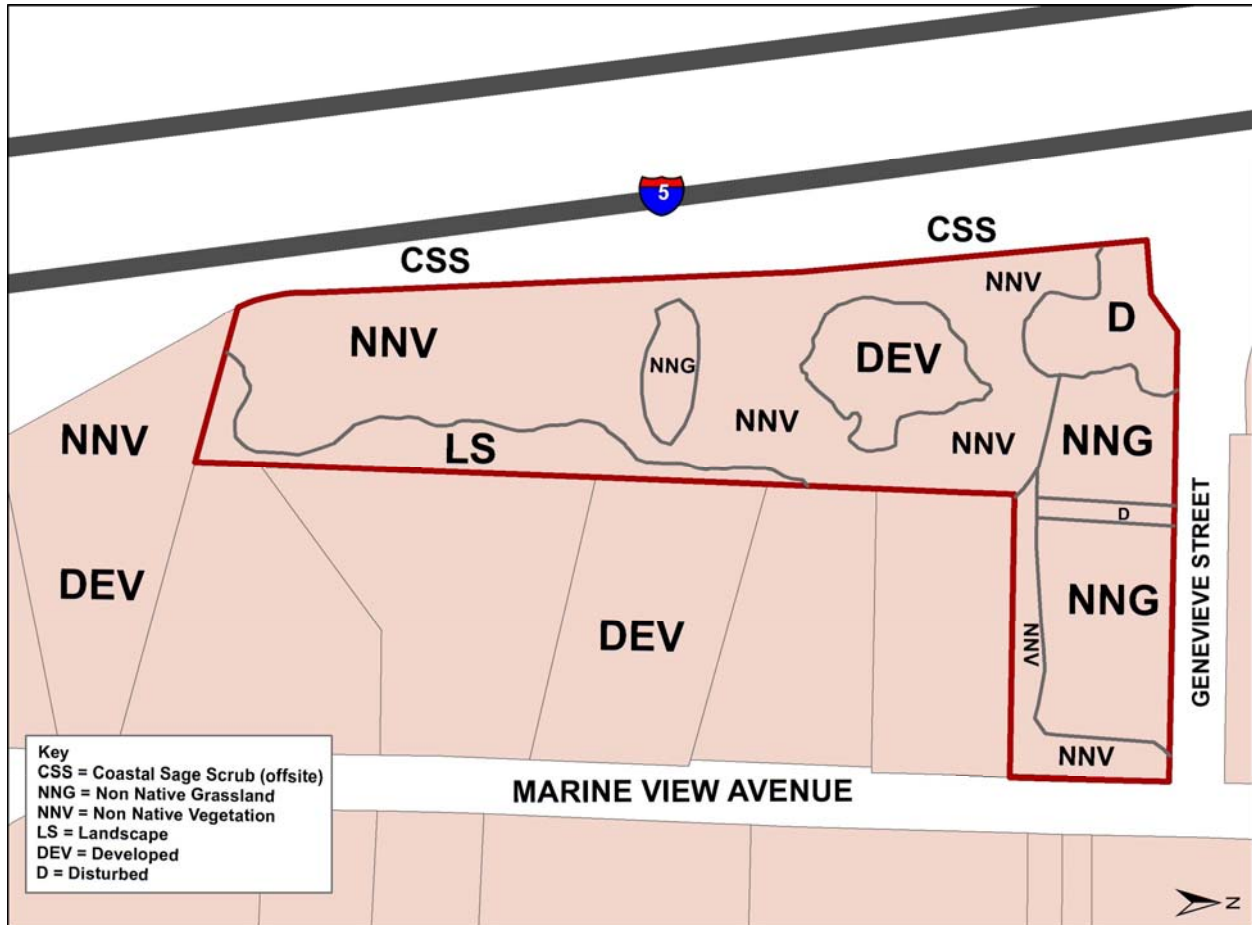 5
CSS
CSS
NNV
D
NNV
NNG
DEV
NNV
NNV
NNG
NNV
LS
D
GENEVIEVE STREET
DEV
NNG
DEV
NNV
NNV
MARINE VIEW AVENUE
Key
CSS = Coastal Sage Scrub (offsite)
NNG = Non Native Grassland
NNV = Non Native Vegetation
LS = Landscape
DEV = Developed
D = Disturbed
N